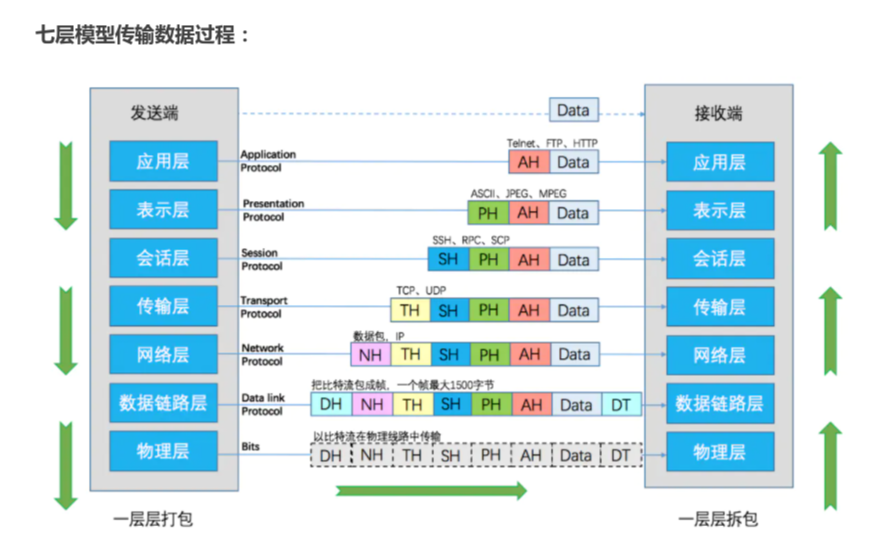 七层模型传输数据过程：
发送端
Data
接收端
应用层
Application
Protocol
Telnet、FTP、HTTP
AH Data
应用层
表示层
Presentation
Protocol
ASCII、JPEG、MPEG
PH AH Data
表示层
会话层
Session
Protocol
SSH、RPC、SCP
SH PH AH Data
会话层
传输层
Transport
Protocol
TCP、UDP
TH SH PH AH Data
传输层
网络层
Network
Protocol
数据包，IP
NH TH SH PH AH Data
网络层
数据链路层
Data link
Protocol
把比特流包成帧，一个帧最大1500字节
DH NH TH SH PH AH Data DT
数据链路层
物理层
Bits
以比特流在物理线路中传输
DH NH TH SH PH AH Data DT
物理层
一层层打包
一层层拆包